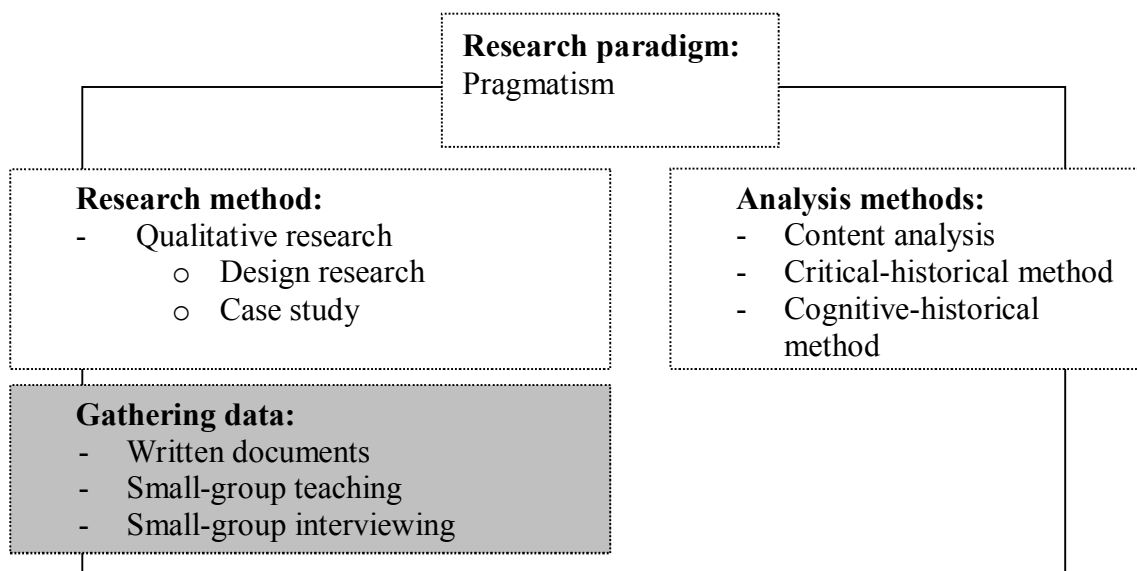 Research paradigm:
Pragmatism
Research method:
- Qualitative research
o Design research
o Case study
Analysis methods:
- Content analysis
- Critical-historical method
- Cognitive-historical
method
Gathering data:
- Written documents
- Small-group teaching
- Small-group interviewing